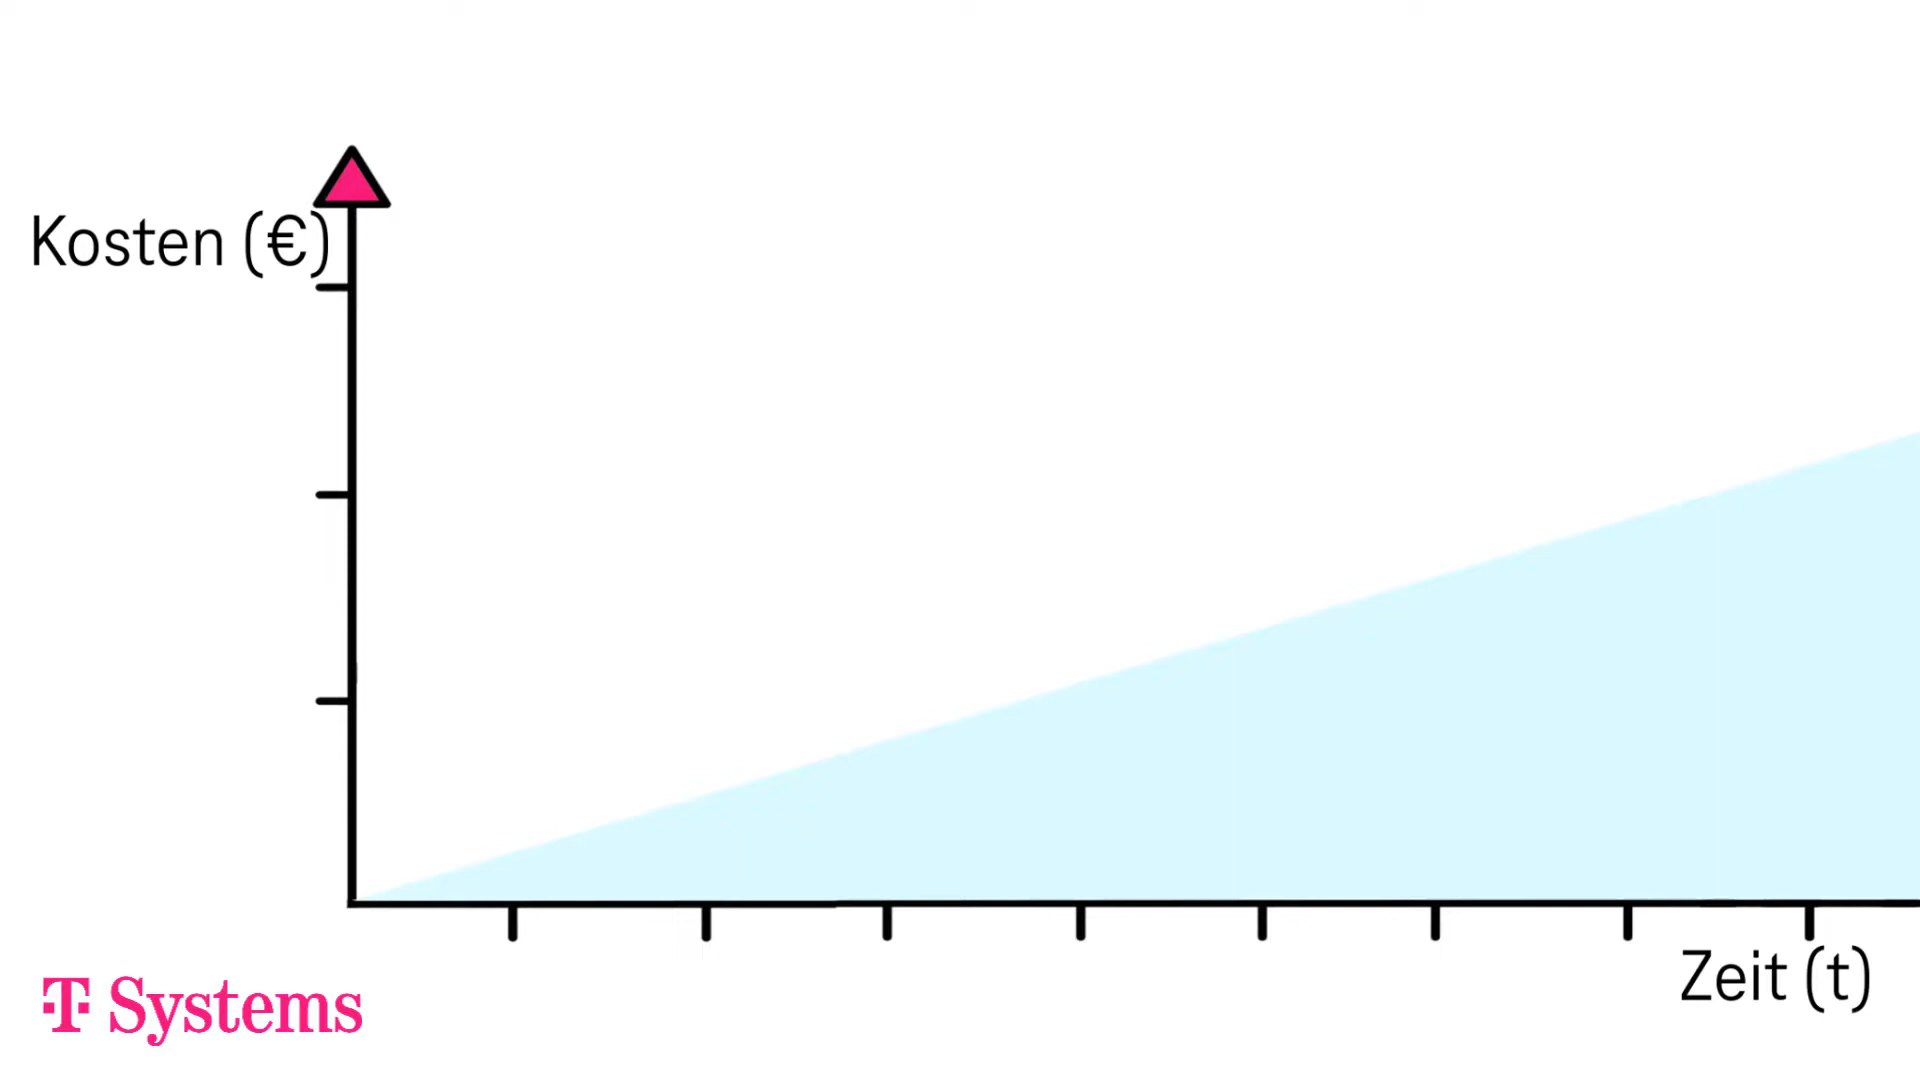 Kosten (€)
Zeit (t)
T Systems